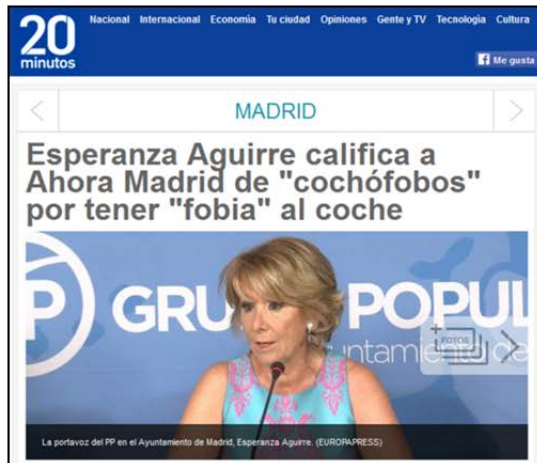 20
minutos
Nacional Internacional Economía Tu ciudad Opiniones Gente y TV Tecnología Cultura
Me gusta
MADRID
Esperanza Aguirre califica a
Ahora Madrid de "cochófobos"
por tener "fobia" al coche
P GRU POPUL
untamiento de
+
FOTOS
La portavoz del PP en el Ayuntamiento de Madrid, Esperanza Aguirre. (EUROPAPRESS)